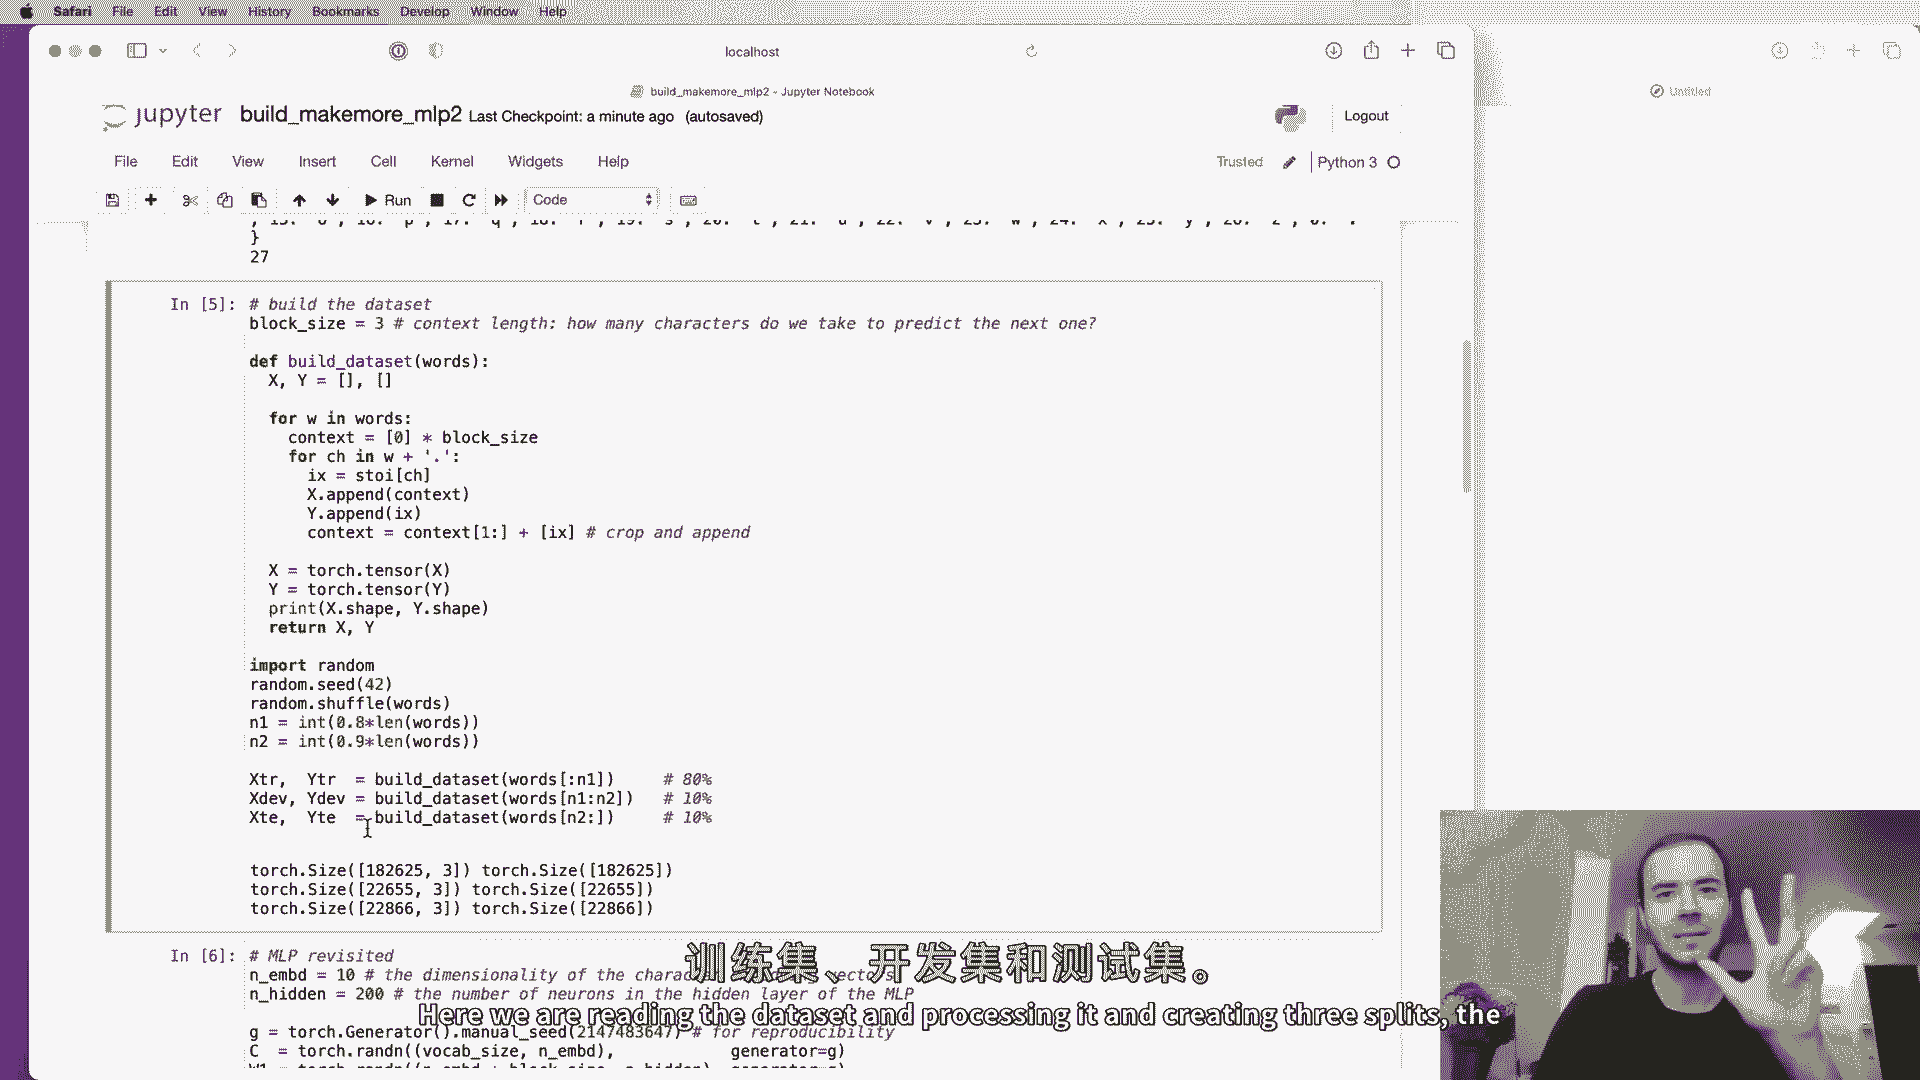 Safari File Edit View History Bookmarks Develop Window Help
localhost
build_makemore_mlp2 - Jupyter Notebook
Untitled
jupyter build_makemore_mlp2 Last Checkpoint: a minute ago (autosaved)
Logout
File Edit View Insert Cell Kernel Widgets Help
Trusted Python 3
Run Code
}
27
In [5]: # build the dataset
block_size = 3 # context length: how many characters do we take to predict the next one?
def build_dataset(words):
X, Y = [], []
for w in words:
context = [0] * block_size
for ch in w + '.':
ix = stoi[ch]
X.append(context)
Y.append(ix)
context = context[1:] + [ix] # crop and append
X = torch.tensor(X)
Y = torch.tensor(Y)
print(X.shape, Y.shape)
return X, Y
import random
random.seed(42)
random.shuffle(words)
n1 = int(0.8*len(words))
n2 = int(0.9*len(words))
Xtr, Ytr = build_dataset(words[:n1]) # 80%
Xdev, Ydev = build_dataset(words[n1:n2]) # 10%
Xte, Yte = build_dataset(words[n2:]) # 10%
torch.Size([182625, 3]) torch.Size([182625])
torch.Size([22655, 3]) torch.Size([22655])
torch.Size([22866, 3]) torch.Size([22866])
In [6]: # MLP revisited
训练集、开发集和测试集。
n_embd = 10 # the dimensionality of the
n_hidden = 200 # the number of neurons in the hidden layer of the MLP
Here we are reading the dataset and processing it and creating three splits, the
g = torch.Generator().manual_seed(2147483647) # for reproducibility
C = torch.randn((vocab_size, n_embd), generator=g)